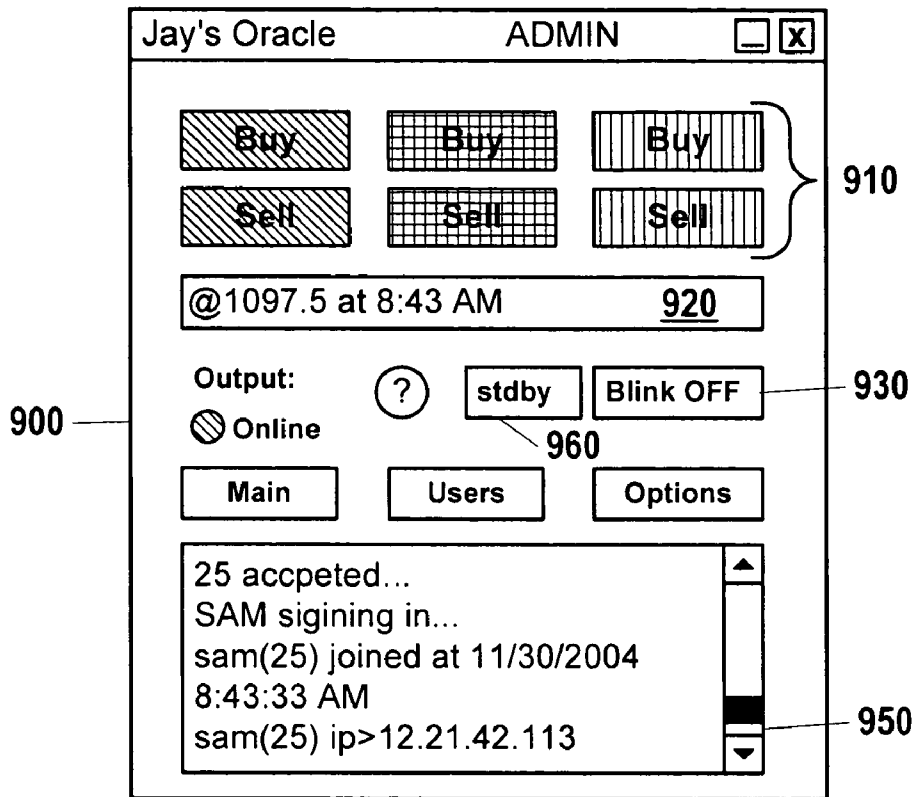 Jay's Oracle ADMIN _ X
Buy Buy Buy
910
Sell Sell Sell
@1097.5 at 8:43 AM 920
Output: ? stdby Blink OFF 930
900
Online 960
Main Users Options
25 accpeted...
SAM sigining in...
sam(25) joined at 11/30/2004
8:43:33 AM
950
sam(25) ip>12.21.42.113